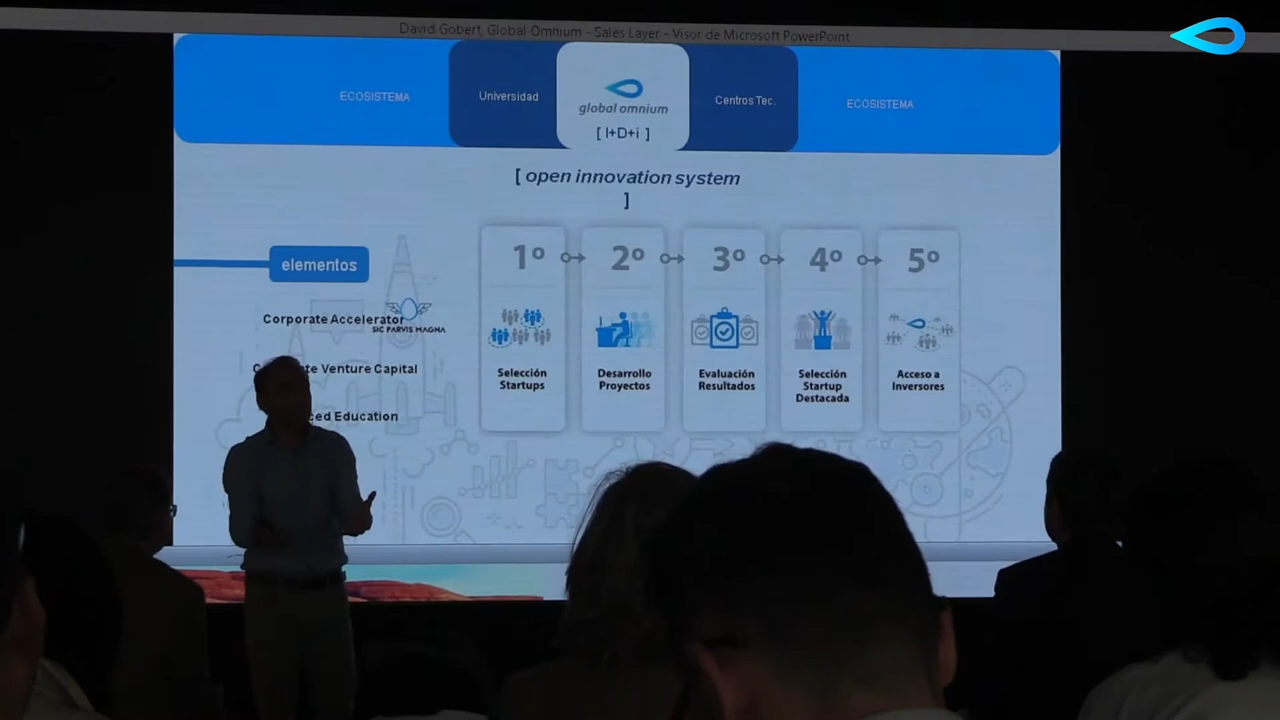 David Gobert, Global Omnium - Sales Layer - Visor de Microsoft PowerPoint
ECOSISTEMA
Universidad
global omnium
[ I+D+i ]
Centros Tec.
ECOSISTEMA
[ open innovation system
]
elementos
Corporate Accelerator
SIC PARVIS MAGNA
Venture Capital
Education
1º
2º
3º
4º
5º
Selección
Startups
Desarrollo
Proyectos
Evaluación
Resultados
Selección
Startup
Destacada
Acceso a
Inversores